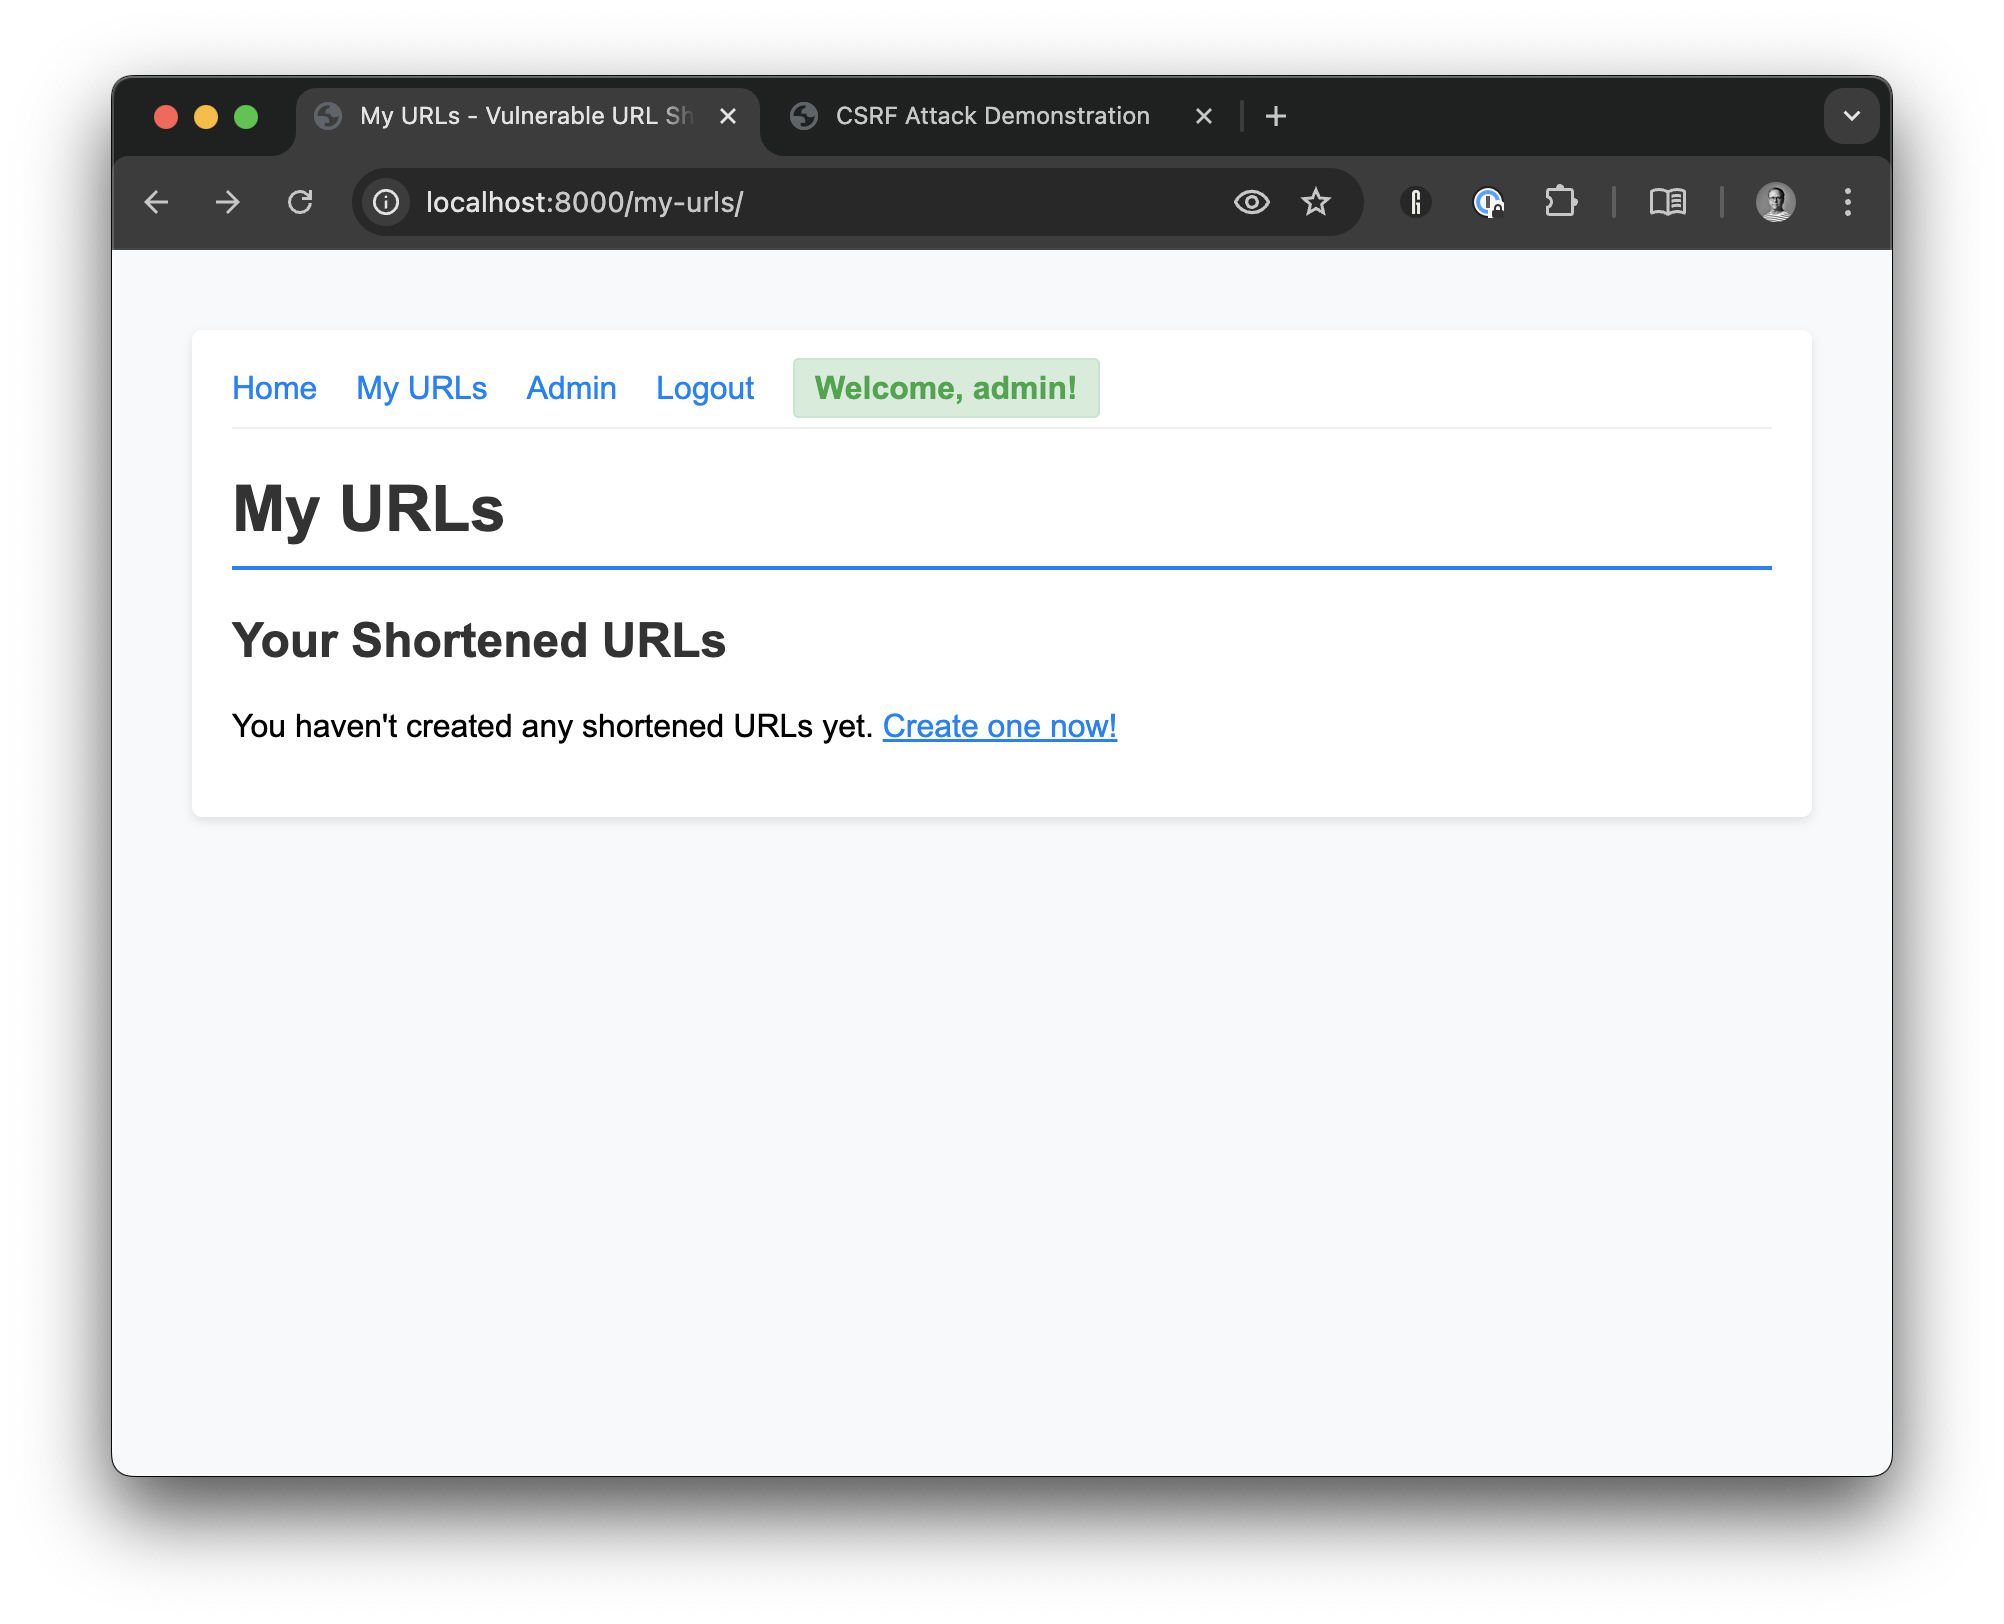 My URLs - Vulnerable URL Sh
CSRF Attack Demonstration
localhost:8000/my-urls/
Home My URLs Admin Logout Welcome, admin!
My URLs
Your Shortened URLs
You haven't created any shortened URLs yet. Create one now!